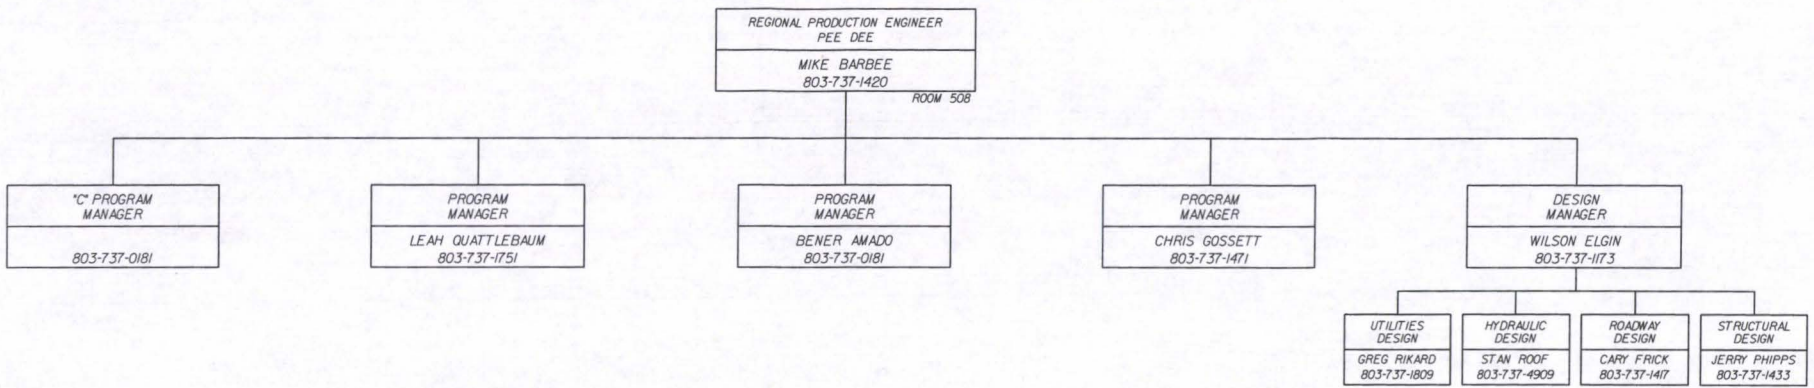 REGIONAL PRODUCTION ENGINEER
PEE DEE
MIKE BARBEE
803-737-1420
ROOM 508
"C" PROGRAM
MANAGER
803-737-0181
PROGRAM
MANAGER
LEAH QUATTLEBAUM
803-737-1751
PROGRAM
MANAGER
BENER AMADO
803-737-0181
PROGRAM
MANAGER
CHRIS GOSSETT
803-737-1471
DESIGN
MANAGER
WILSON ELGIN
803-737-1173
UTILITIES
DESIGN
GREG RIKARD
803-737-1809
HYDRAULIC
DESIGN
STAN ROOF
803-737-4909
ROADWAY
DESIGN
CARY FRICK
803-737-1417
STRUCTURAL
DESIGN
JERRY PHIPPS
803-737-1433